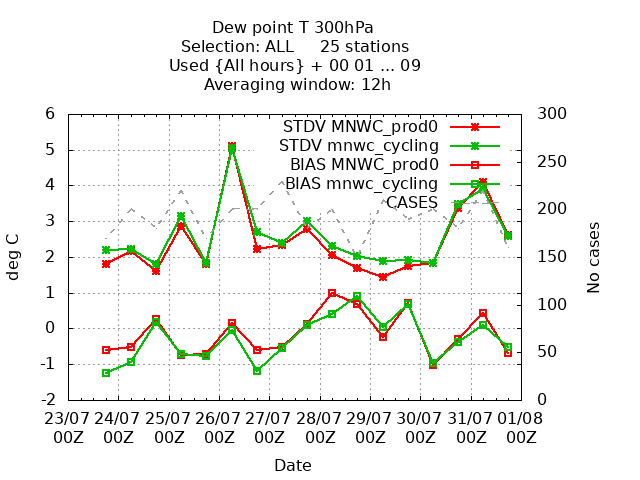 Dew point T 300hPa
Selection: ALL 25 stations
Used {All hours} + 00 01 ... 09
Averaging window: 12h
STDV MNWC_prod0
STDV mnwc_cycling
BIAS MNWC_prod0
BIAS mnwc_cycling
CASES
deg C
6
5
4
3
2
1
0
-1
-2
300
250
200
150
100
50
0
No cases
23/07 24/07 25/07 26/07 27/07 28/07 29/07 30/07 31/07 01/08
00Z 00Z 00Z 00Z 00Z 00Z 00Z 00Z 00Z 00Z
Date